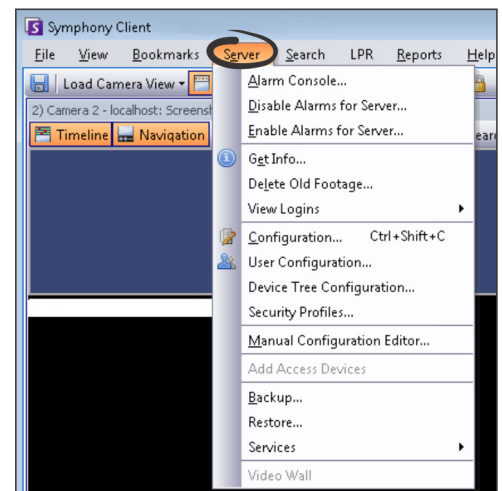 Symphony Client
File View Bookmarks Server Search LPR Reports Help
Load Camera View
2) Camera 2 - localhost: Screensh
Timeline Navigation
Alarm Console...
Disable Alarms for Server...
Enable Alarms for Server...
Get Info...
Delete Old Footage...
View Logins
Configuration... Ctrl+Shift+C
User Configuration...
Device Tree Configuration...
Security Profiles...
Manual Configuration Editor...
Add Access Devices
Backup...
Restore...
Services
Video Wall